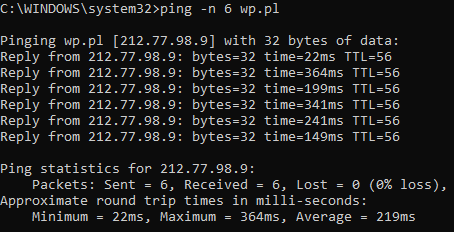 C:\WINDOWS\system32>ping -n 6 wp.pl
Pinging wp.pl [212.77.98.9] with 32 bytes of data:
Reply from 212.77.98.9: bytes=32 time=22ms TTL=56
Reply from 212.77.98.9: bytes=32 time=364ms TTL=56
Reply from 212.77.98.9: bytes=32 time=199ms TTL=56
Reply from 212.77.98.9: bytes=32 time=341ms TTL=56
Reply from 212.77.98.9: bytes=32 time=241ms TTL=56
Reply from 212.77.98.9: bytes=32 time=149ms TTL=56
Ping statistics for 212.77.98.9:
    Packets: Sent = 6, Received = 6, Lost = 0 (0% loss),
Approximate round trip times in milli-seconds:
    Minimum = 22ms, Maximum = 364ms, Average = 219ms